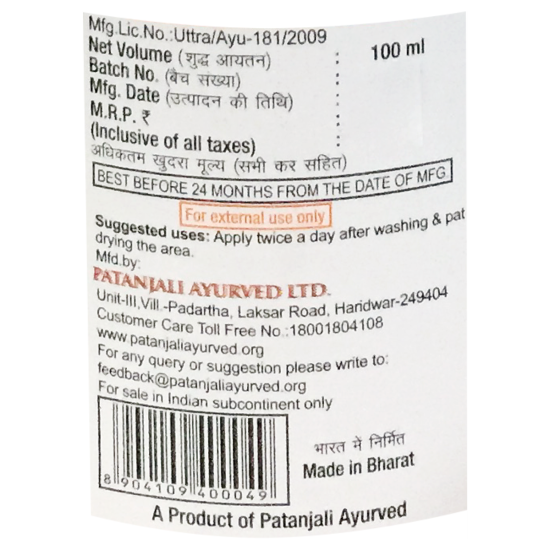 Mfg.Lic.No.:Uttra/Ayu-181/2009
Net Volume (शुद्ध आयतन) : 100 ml
Batch No. (बैच संख्या) :
Mfg. Date (उत्पादन की तिथि) :
M.R.P. ₹ :
(Inclusive of all taxes) :
अधिकतम खुदरा मूल्य (सभी कर सहित)
BEST BEFORE 24 MONTHS FROM THE DATE OF MFG.
For external use only
Suggested uses: Apply twice a day after washing & pat
drying the area.
Mfd.by:
PATANJALI AYURVED LTD.
Unit-III,Vill.-Padartha, Laksar Road, Haridwar-249404
Customer Care Toll Free No.:18001804108
www.patanjaliayurved.org
For any query or suggestion please write to:
feedback@patanjaliayurved.org
For sale in Indian subcontinent only
8 904109 400049
भारत में निर्मित
Made in Bharat
A Product of Patanjali Ayurved